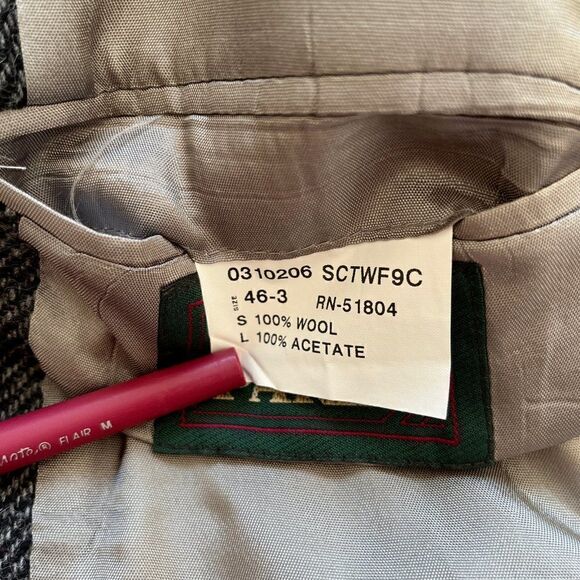 0310206 SCTWF9C
SIZE 46-3 RN-51804
S 100% WOOL
L 100% ACETATE
FLAIR M